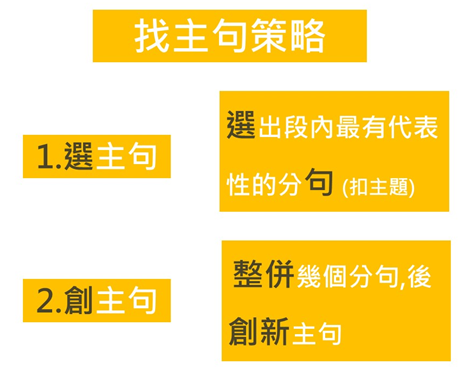 找主句策略
1.選主句
選出段內最有代表
性的分句 (扣主題)
2.創主句
整併幾個分句,後
創新主句